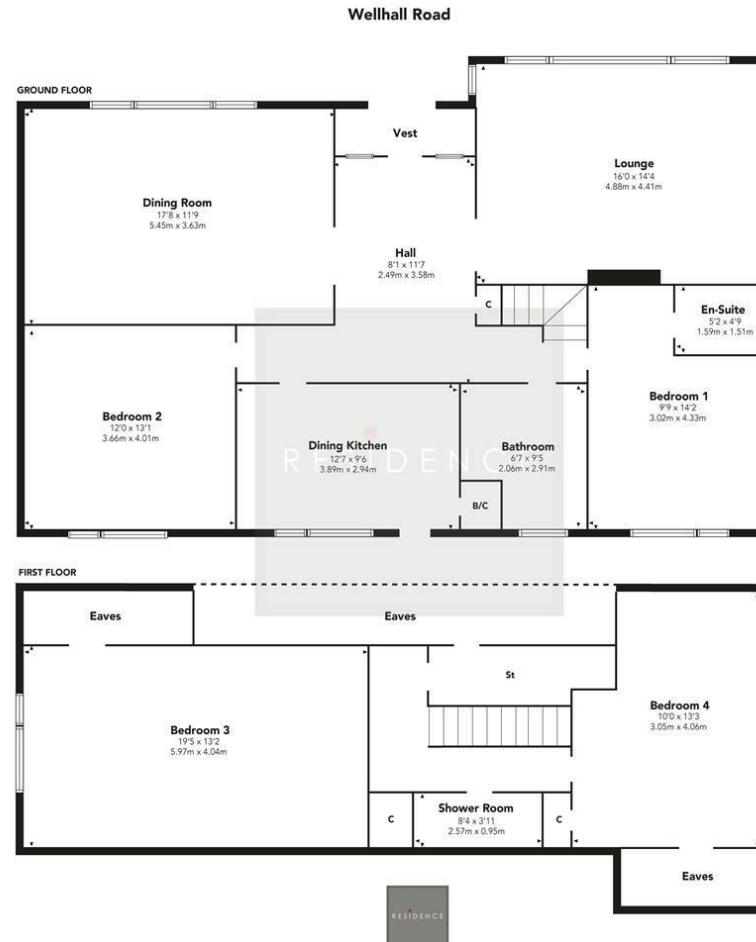 Wellhall Road
GROUND FLOOR
Vest
Lounge
16'0 x 14'4
4.88m x 4.41m
Dining Room
17'8 x 11'9
5.45m x 3.63m
Hall
8'1 x 11'7
2.49m x 3.58m
C
En-Suite
5'2 x 4'9
1.59m x 1.51m
Bedroom 1
9'9 x 14'2
3.02m x 4.33m
Bedroom 2
12'0 x 13'1
3.66m x 4.01m
Dining Kitchen
12'7 x 9'6
3.89m x 2.94m
Bathroom
6'7 x 9'5
2.06m x 2.91m
RESIDENCE
B/C
FIRST FLOOR
Eaves
Eaves
St
Bedroom 3
19'5 x 13'2
5.97m x 4.04m
Bedroom 4
10'0 x 13'3
3.05m x 4.06m
Shower Room
8'4 x 3'11
2.57m x 0.95m
C
C
Eaves
RESIDENCE